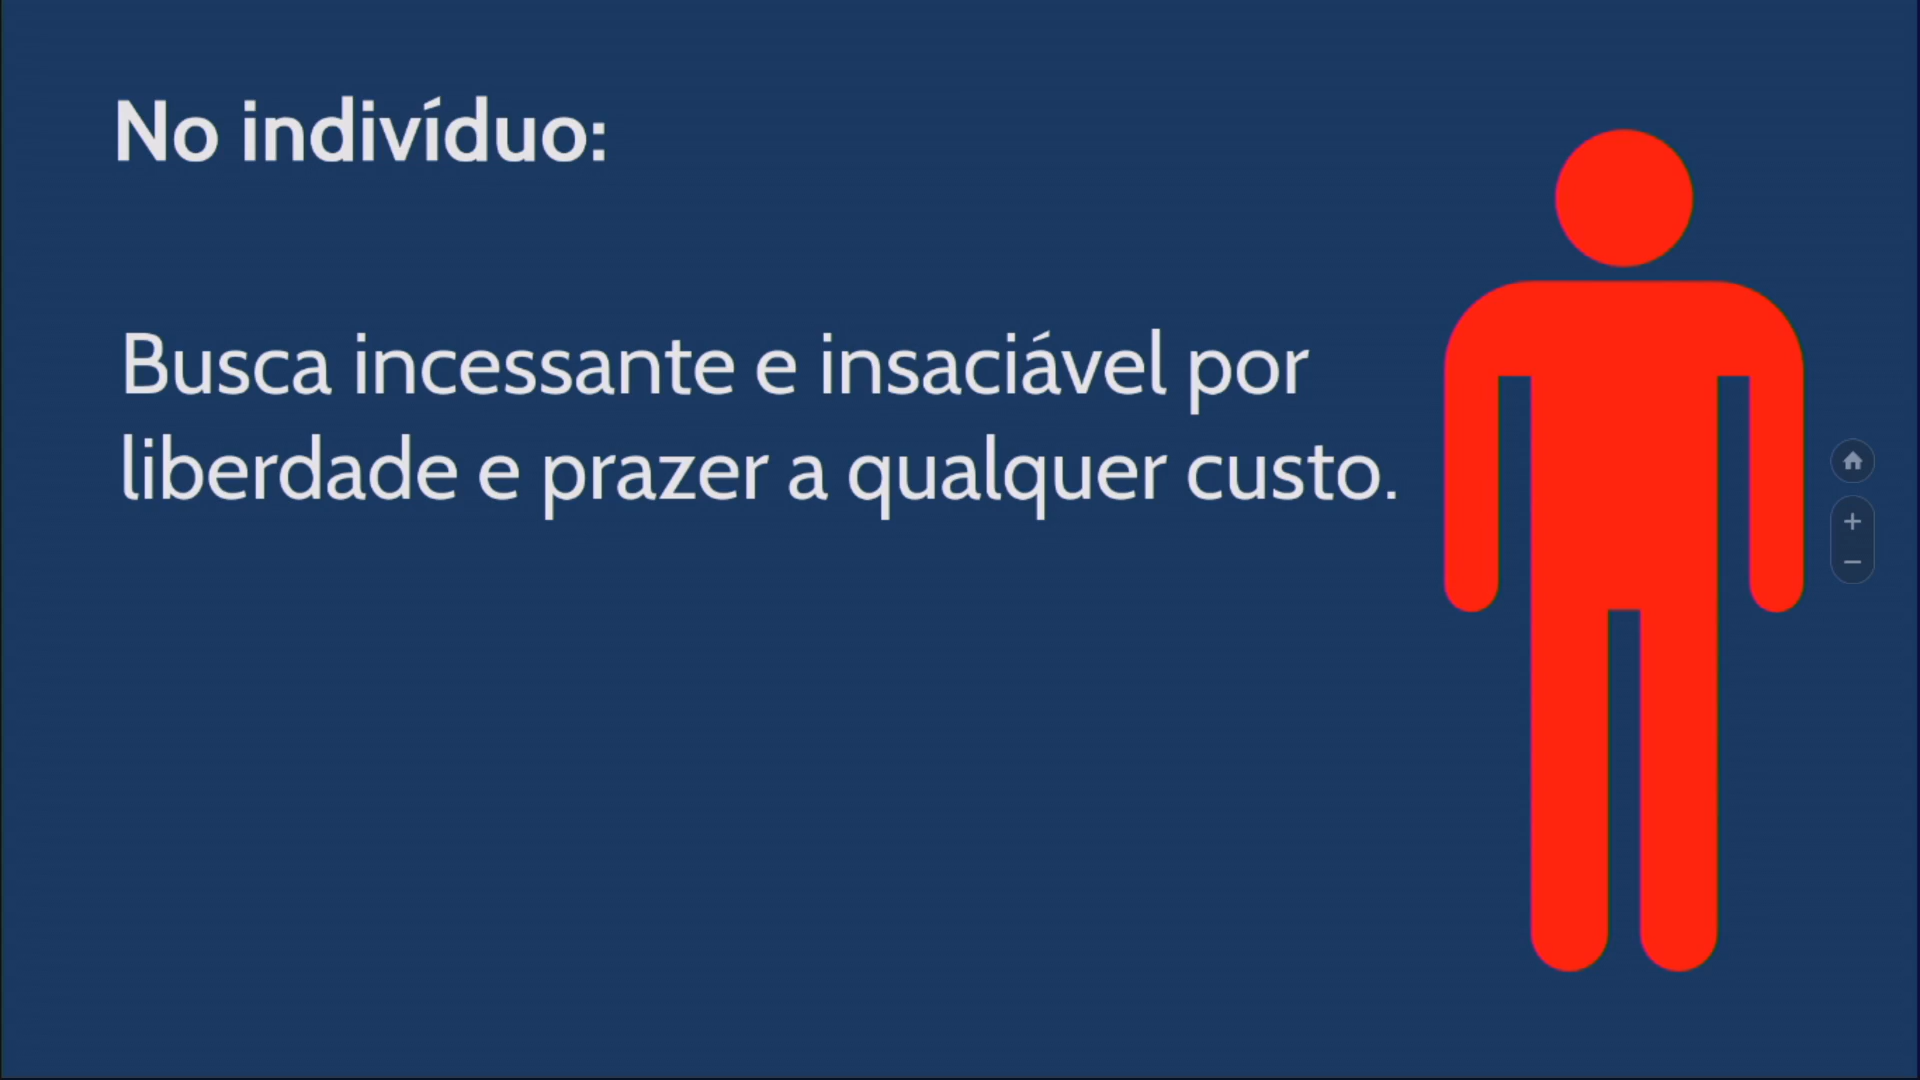 No indivíduo:
Busca incessante e insaciável por
liberdade e prazer a qualquer custo.